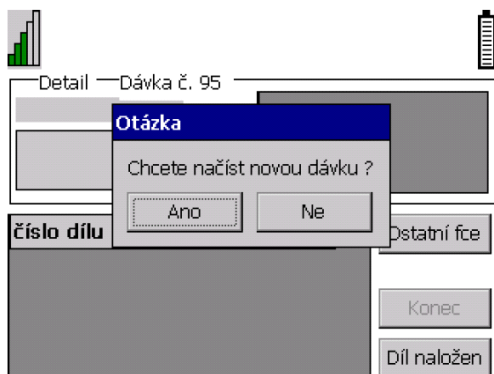 Detail Dávka č. 95
Otázka
Chcete načíst novou dávku ?
Ano Ne
číslo dílu
Ostatní fce
Konec
Díl naložen